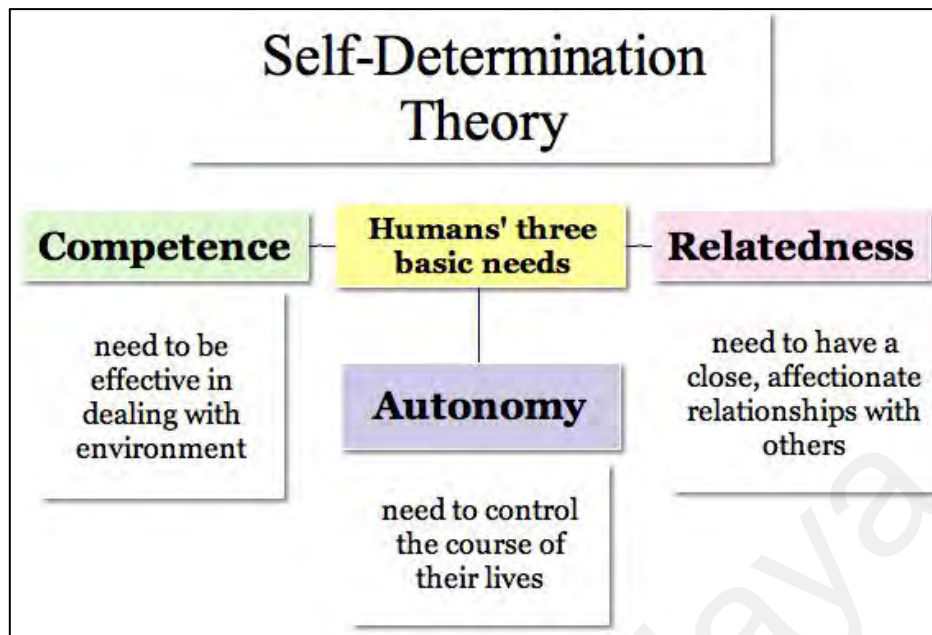 Self-Determination
Theory
Competence
Humans' three
basic needs
Relatedness
need to be
effective in
dealing with
environment
Autonomy
need to control
the course of
their lives
need to have a
close, affectionate
relationships with
others